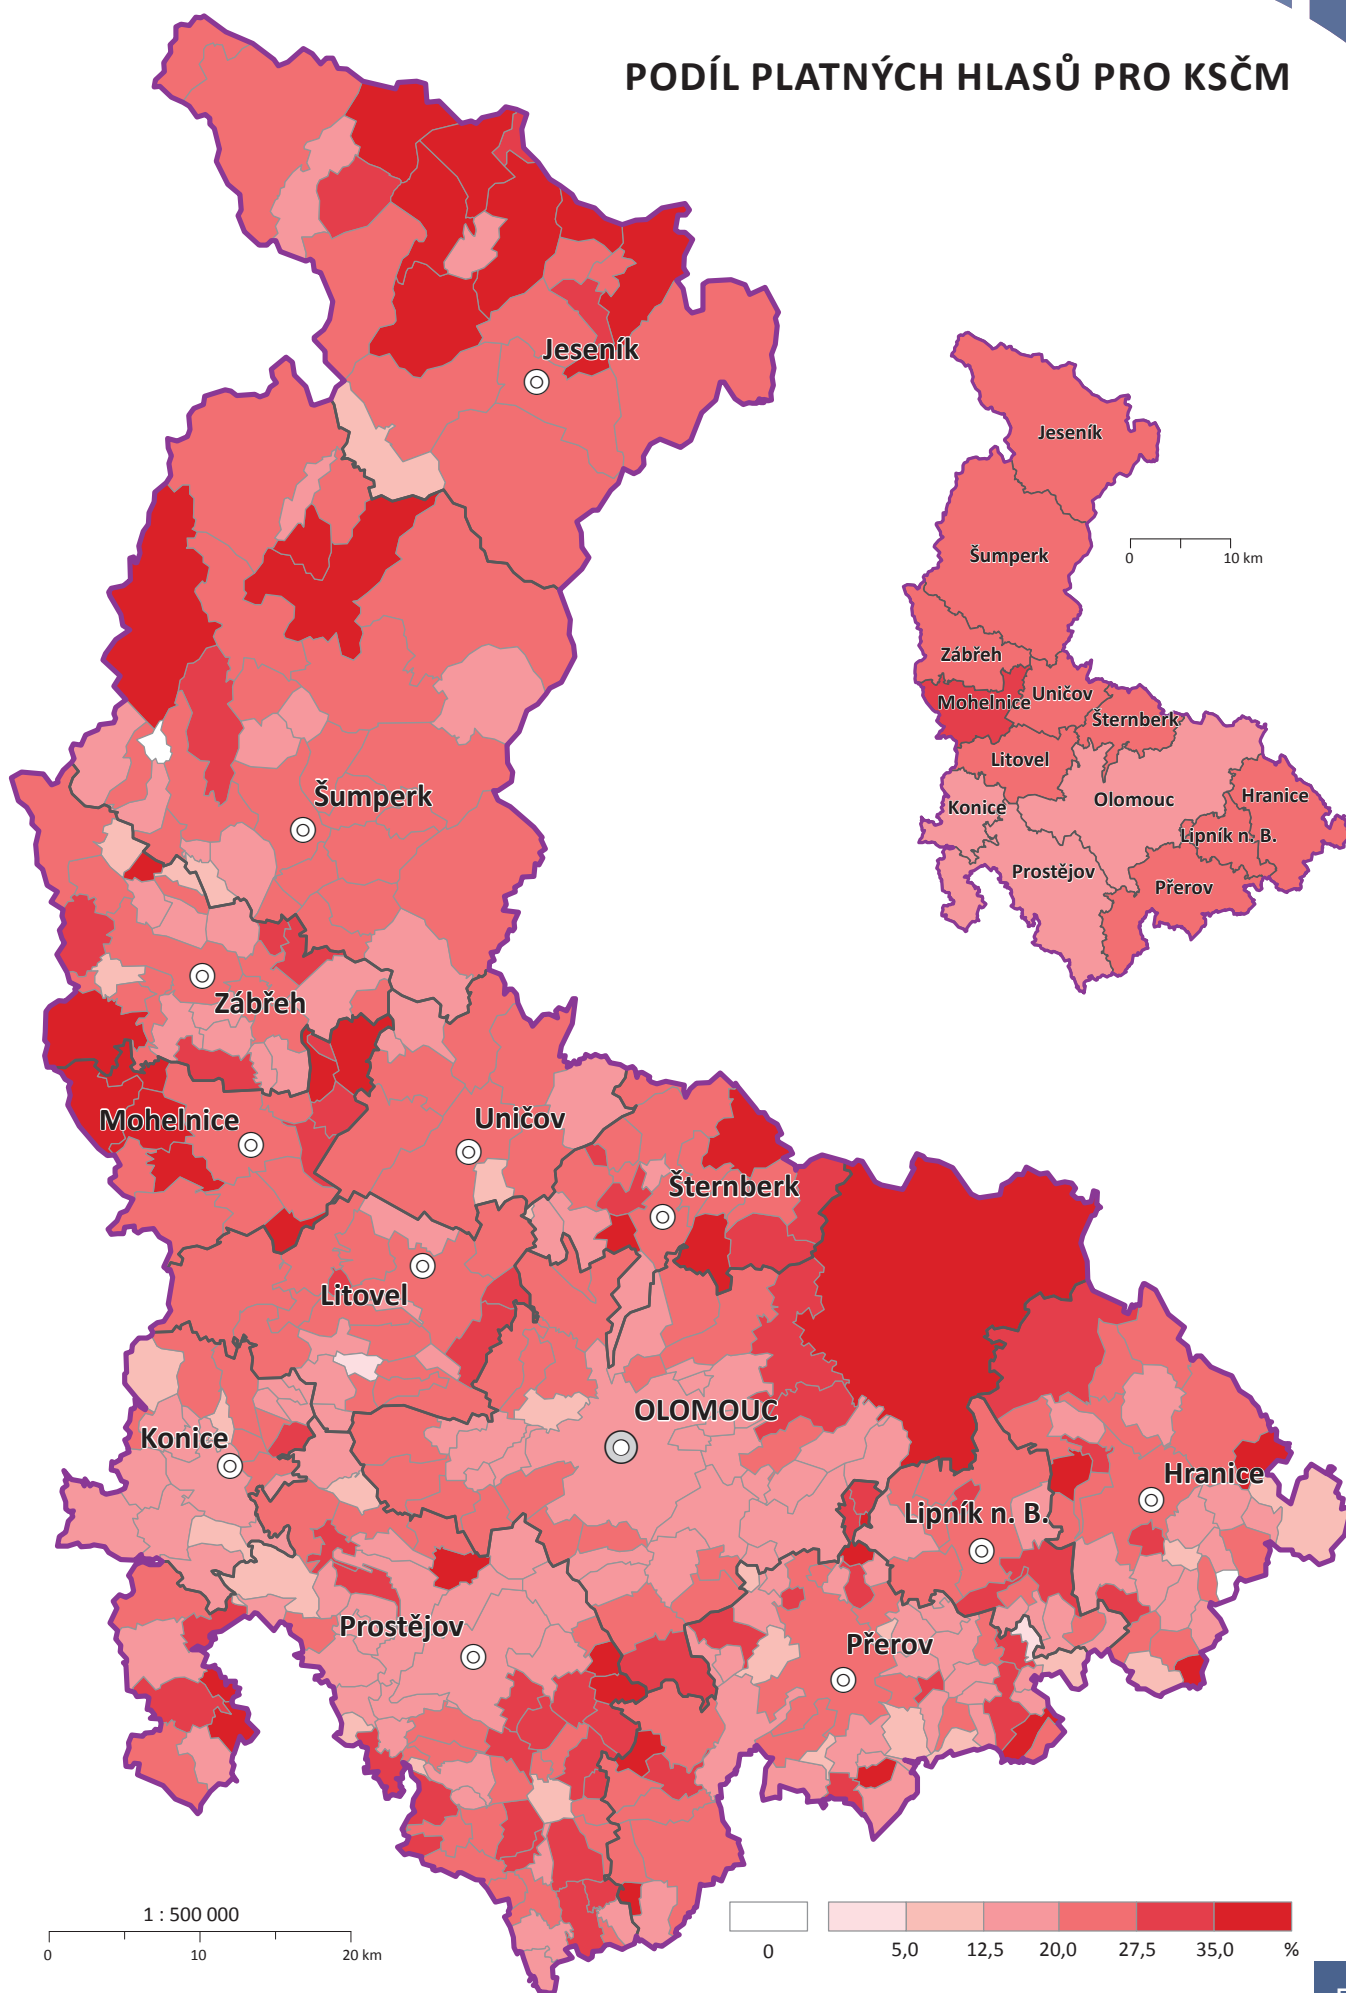 PODÍL PLATNÝCH HLASŮ PRO KSČM
Jeseník
Šumperk
Zábřeh
Mohelnice
Uničov
Šternberk
Litovel
OLOMOUC
Konice
Hranice
Lipník n. B.
Prostějov
Přerov
Jeseník
Šumperk
0 10 km
Zábřeh
Mohelnice
Uničov
Šternberk
Litovel
Konice
Olomouc
Hranice
Lipník n. B.
Prostějov
Přerov
1 : 500 000
0 10 20 km
0 5,0 12,5 20,0 27,5 35,0 %